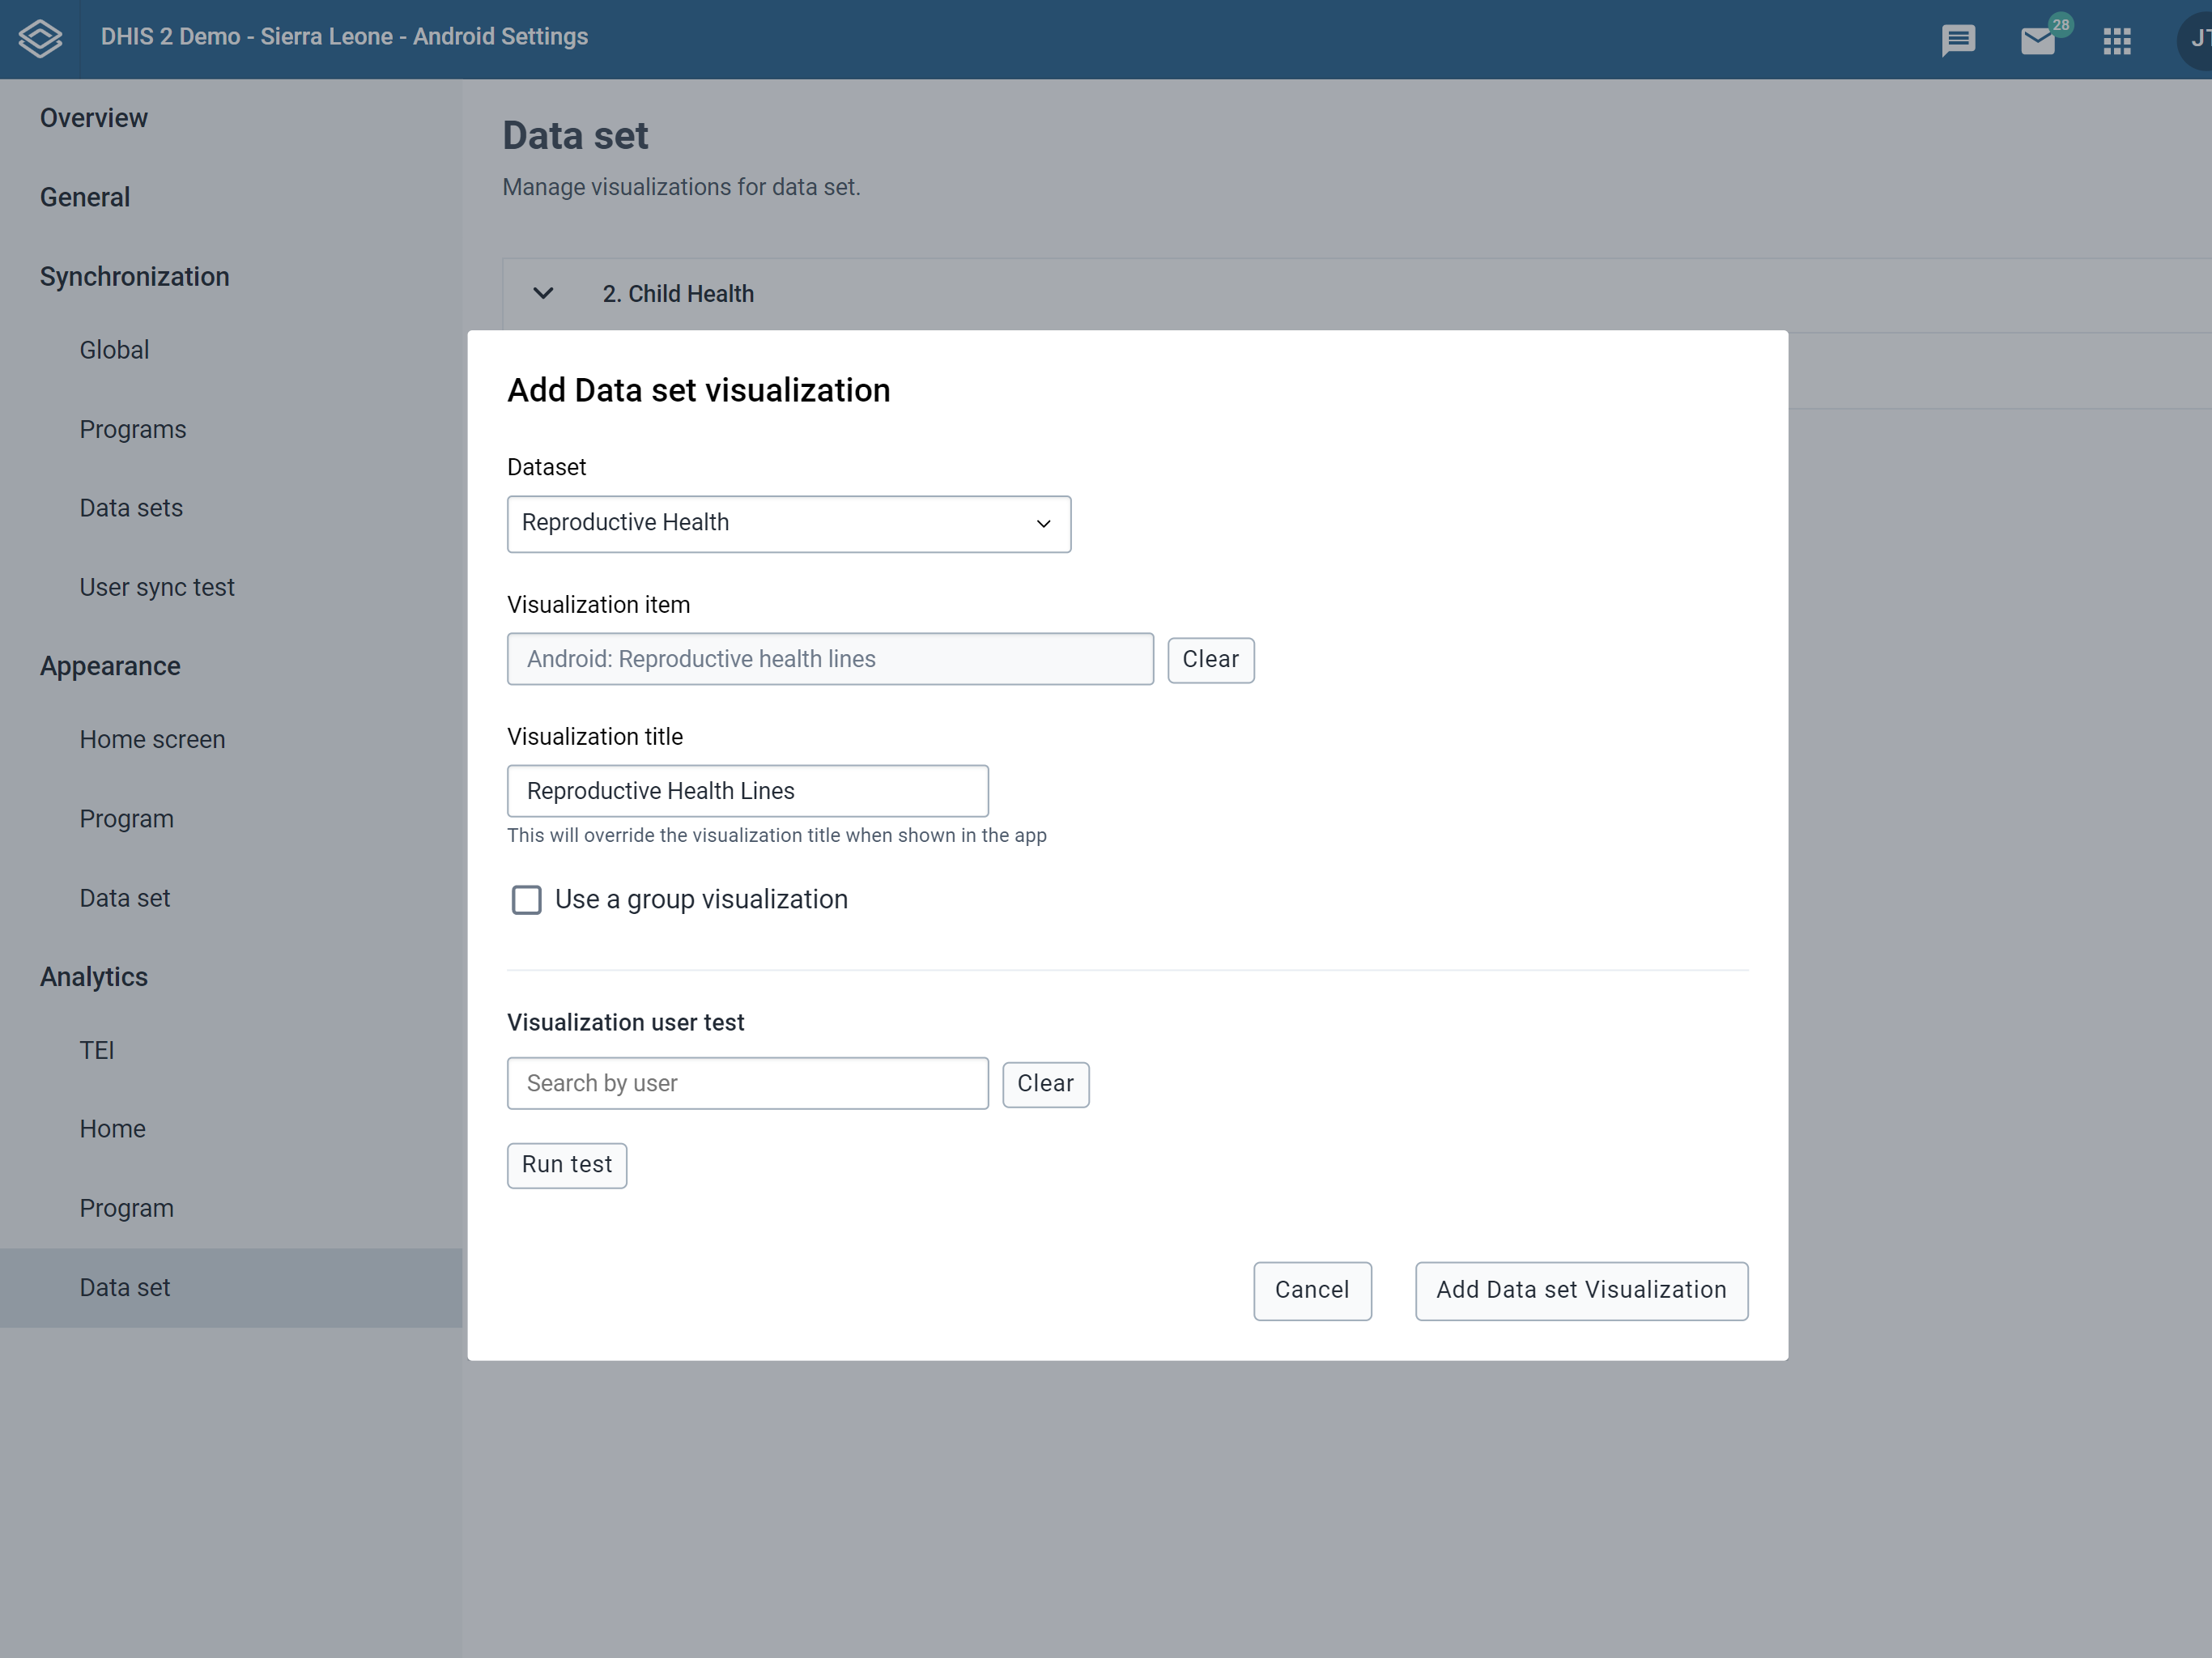 DHIS 2 Demo - Sierra Leone - Android Settings
28
JT
Overview
General
Synchronization
Global
Programs
Data sets
User sync test
Appearance
Home screen
Program
Data set
Analytics
TEI
Home
Program
Data set
Data set
Manage visualizations for data set.
2. Child Health
Add Data set visualization
Dataset
Reproductive Health
Visualization item
Android: Reproductive health lines
Clear
Visualization title
Reproductive Health Lines
This will override the visualization title when shown in the app
Use a group visualization
Visualization user test
Search by user
Clear
Run test
Cancel
Add Data set Visualization